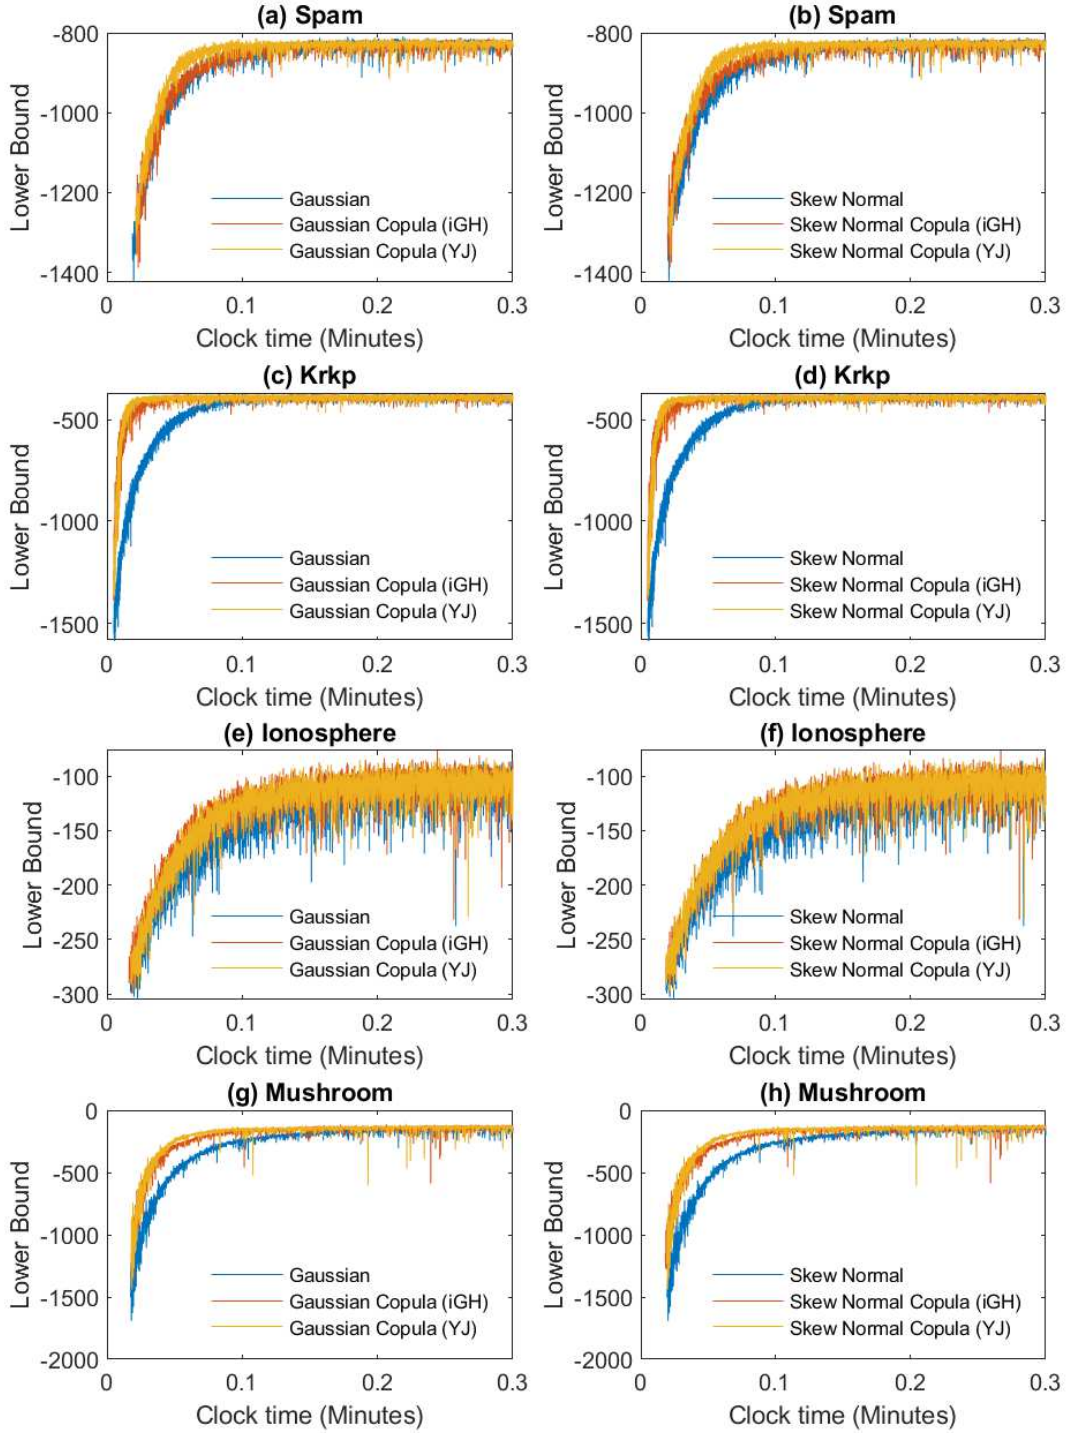 (a) Spam
-800
-1000
-1200
-1400
Lower Bound
Gaussian
Gaussian Copula (iGH)
Gaussian Copula (YJ)
0 0.1 0.2 0.3
Clock time (Minutes)
(b) Spam
-800
-1000
-1200
-1400
Lower Bound
Skew Normal
Skew Normal Copula (iGH)
Skew Normal Copula (YJ)
0 0.1 0.2 0.3
Clock time (Minutes)
(c) Krkp
-500
-1000
-1500
Lower Bound
Gaussian
Gaussian Copula (iGH)
Gaussian Copula (YJ)
0 0.1 0.2 0.3
Clock time (Minutes)
(d) Krkp
-500
-1000
-1500
Lower Bound
Skew Normal
Skew Normal Copula (iGH)
Skew Normal Copula (YJ)
0 0.1 0.2 0.3
Clock time (Minutes)
(e) Ionosphere
-100
-150
-200
-250
-300
Lower Bound
Gaussian
Gaussian Copula (iGH)
Gaussian Copula (YJ)
0 0.1 0.2 0.3
Clock time (Minutes)
(f) Ionosphere
-100
-150
-200
-250
-300
Lower Bound
Skew Normal
Skew Normal Copula (iGH)
Skew Normal Copula (YJ)
0 0.1 0.2 0.3
Clock time (Minutes)
(g) Mushroom
0
-500
-1000
-1500
-2000
Lower Bound
Gaussian
Gaussian Copula (iGH)
Gaussian Copula (YJ)
0 0.1 0.2 0.3
Clock time (Minutes)
(h) Mushroom
0
-500
-1000
-1500
-2000
Lower Bound
Skew Normal
Skew Normal Copula (iGH)
Skew Normal Copula (YJ)
0 0.1 0.2 0.3
Clock time (Minutes)